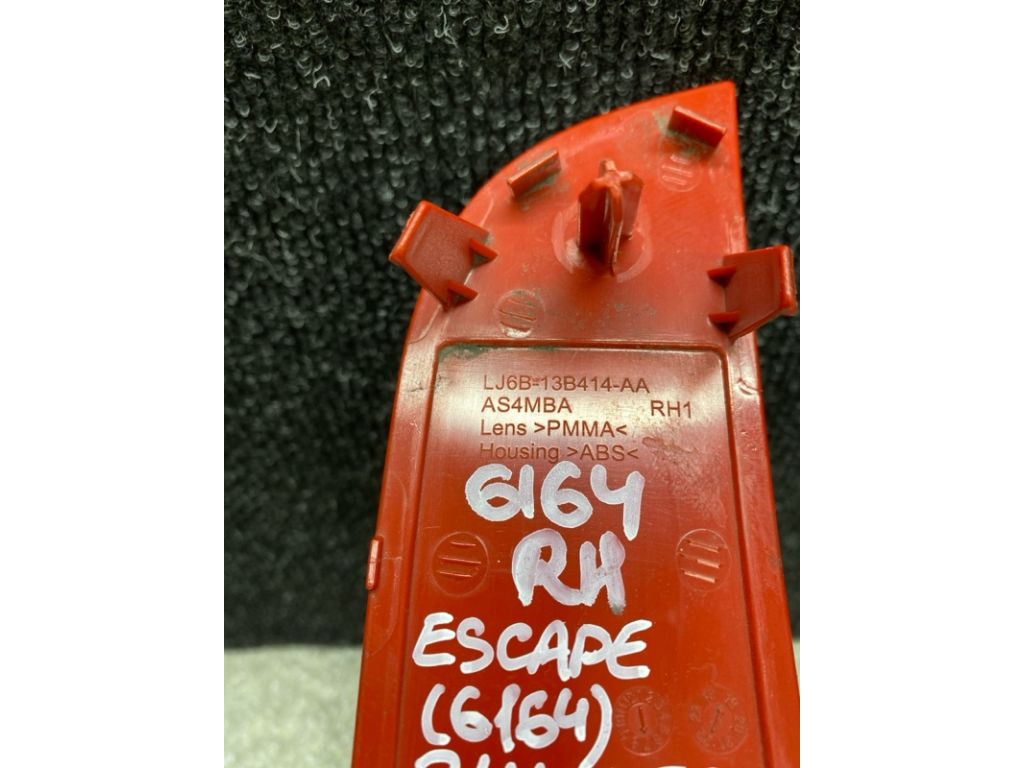 LJ6B-13B414-AA
AS4MBA RH1
Lens >PMMA<
Housing >ABS<
6164
RH
ESCAPE
(6164)